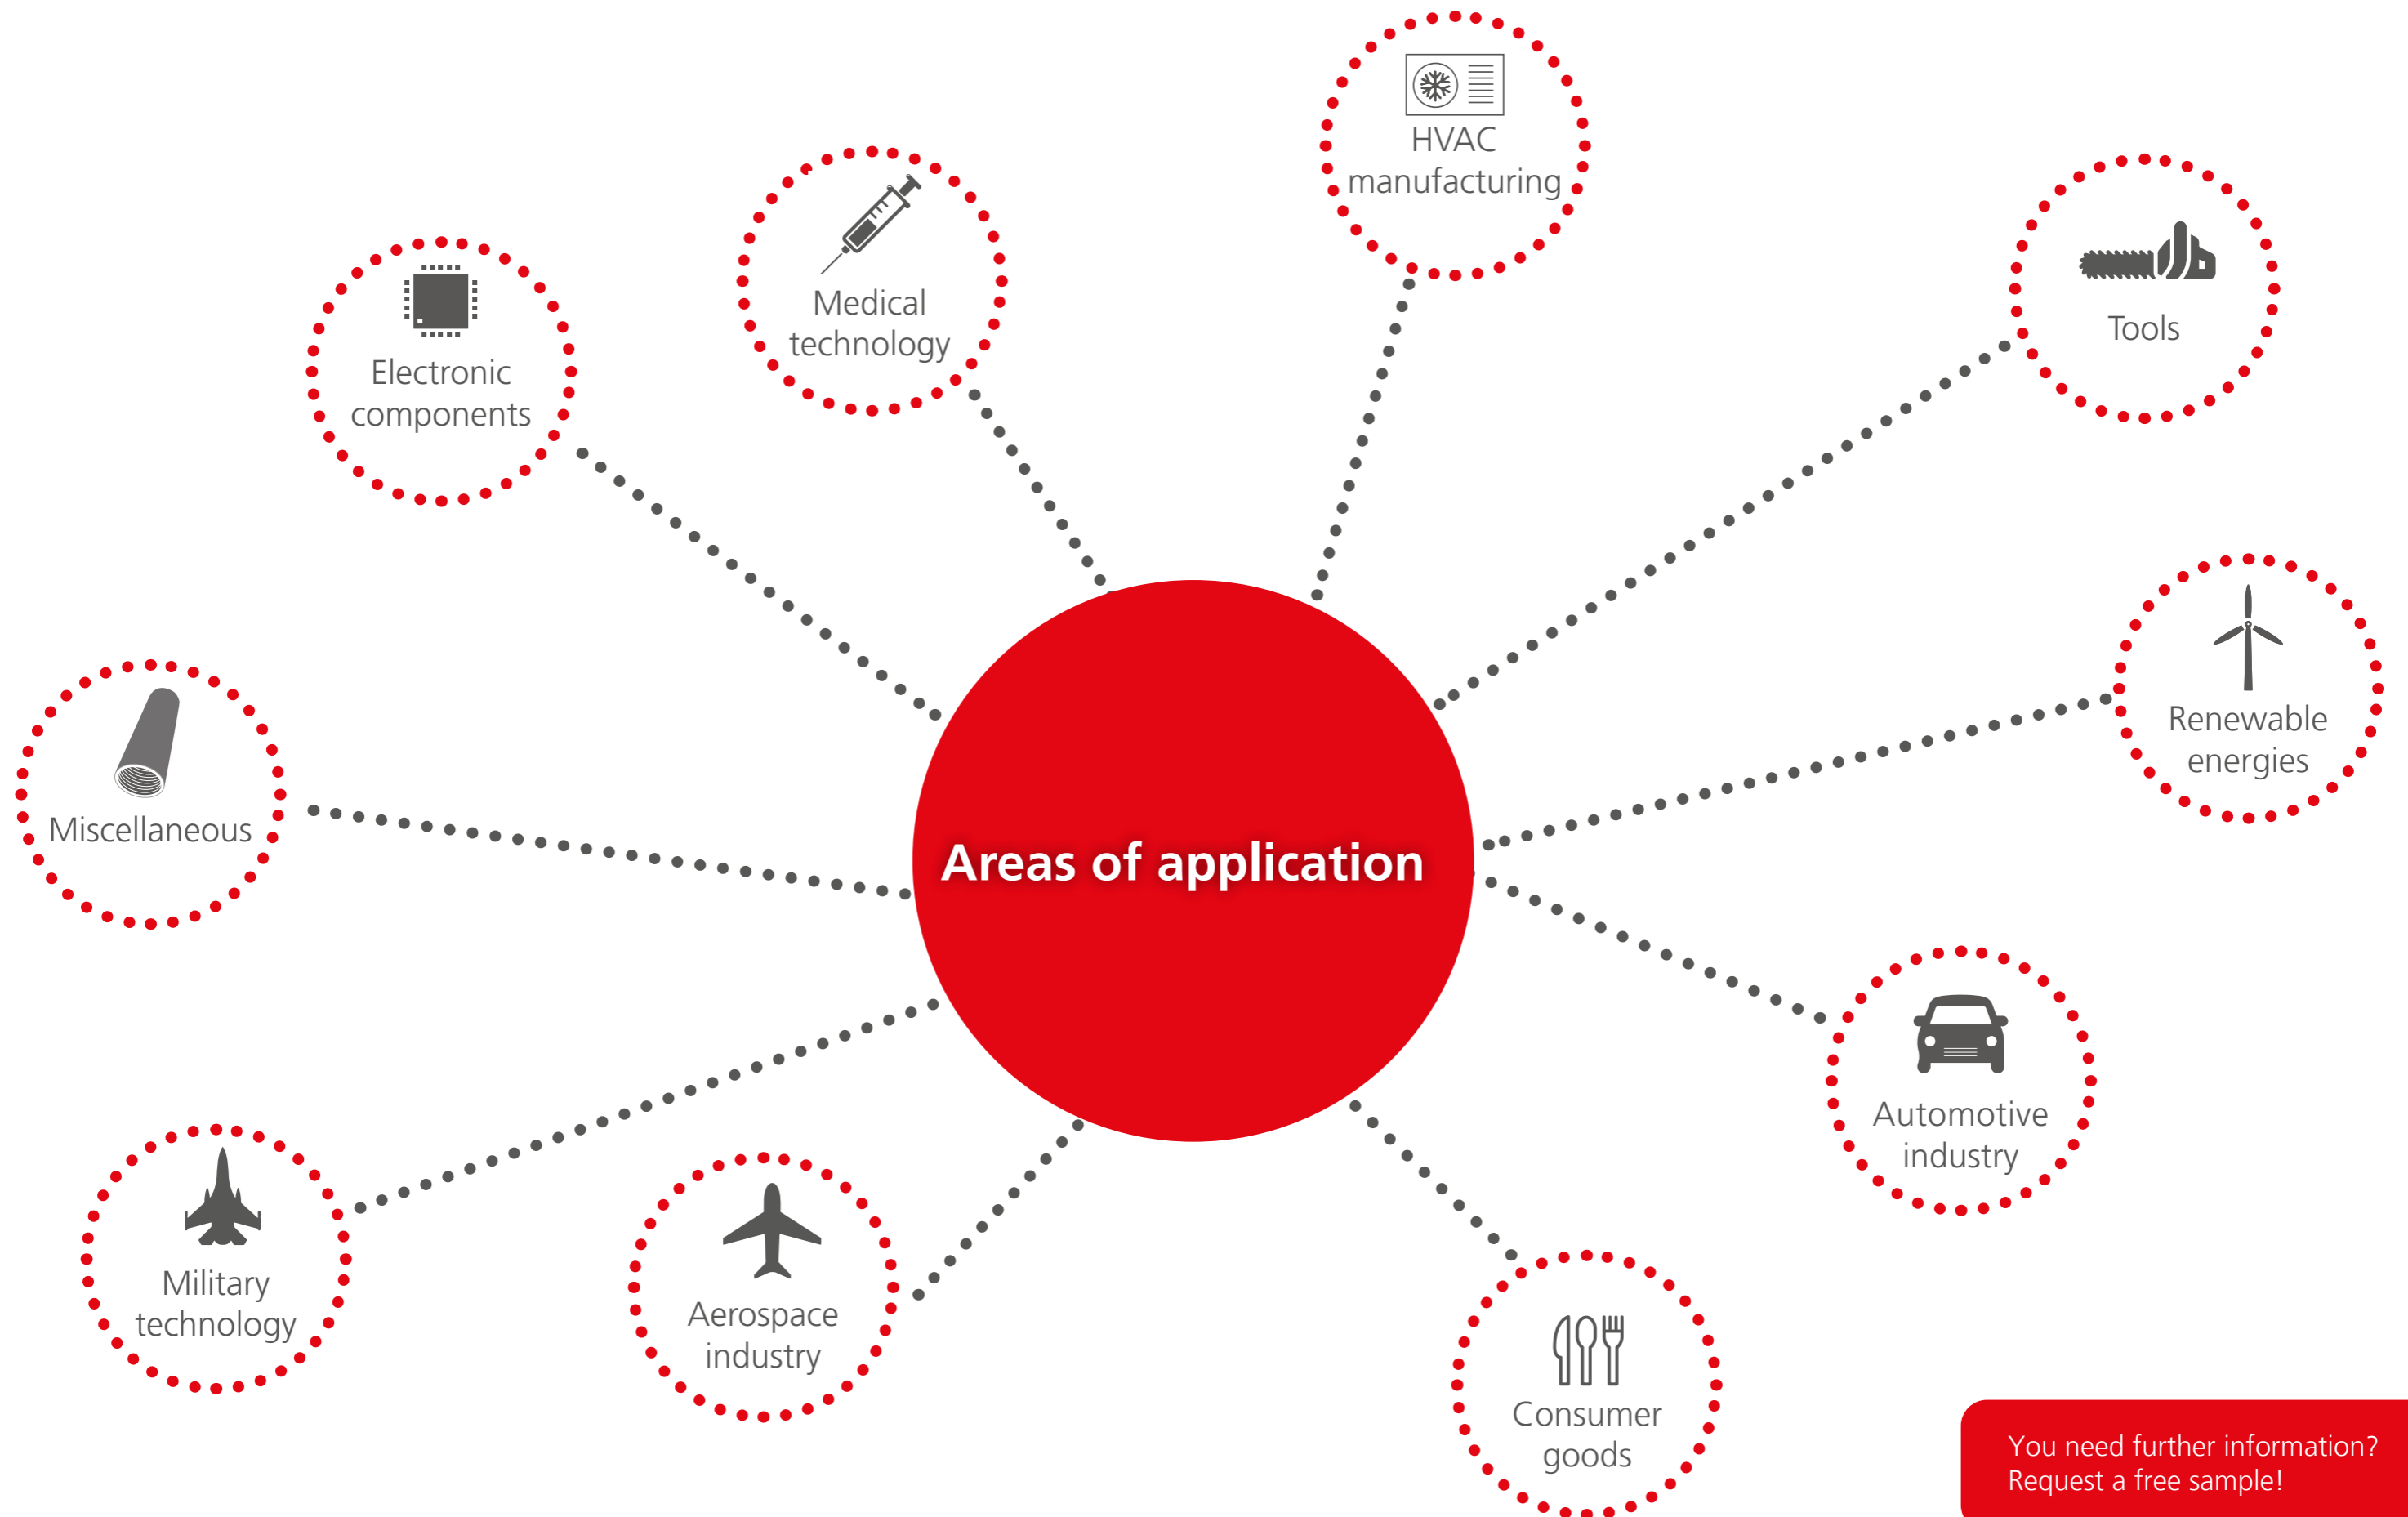 HVAC
manufacturing
Medical
technology
Tools
Electronic
components
Renewable
energies
Miscellaneous
Areas of application
Automotive
industry
Military
technology
Aerospace
industry
Consumer
goods
You need further information?
Request a free sample!